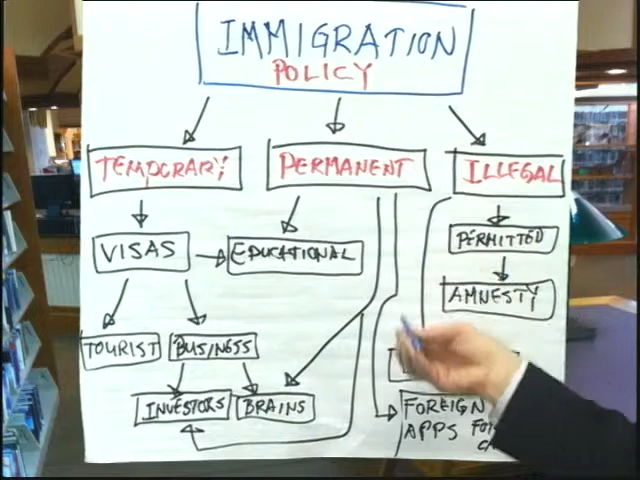 IMMIGRATION
POLICY
TEMPORARY
PERMANENT
ILLEGAL
VISAS
EDUCATIONAL
PERMITTED
AMNESTY
TOURIST
BUSINESS
INVESTORS
BRAINS
FOREIGN
APPS